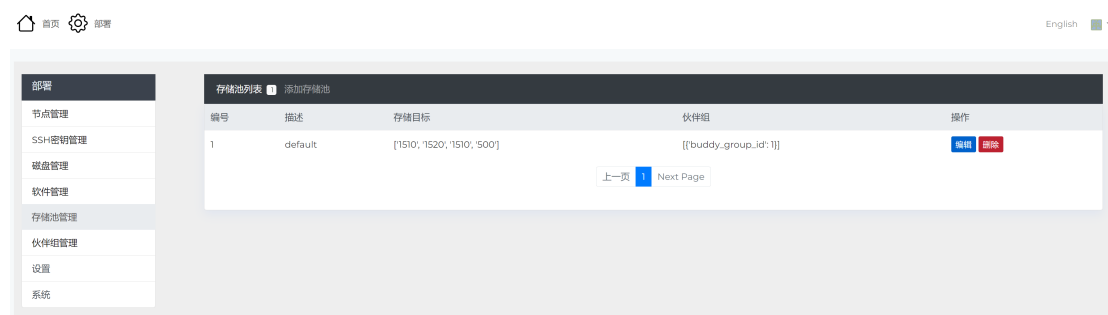 首页 部署 English
部署
节点管理
SSH密钥管理
磁盘管理
软件管理
存储池管理
伙伴组管理
设置
系统
存储池列表 1 添加存储池
编号 描述 存储目标 伙伴组 操作
1 default ['1510', '1520', '1510', '500'] [{'buddy_group_id': 1}] 编辑 删除
上一页 1 Next Page